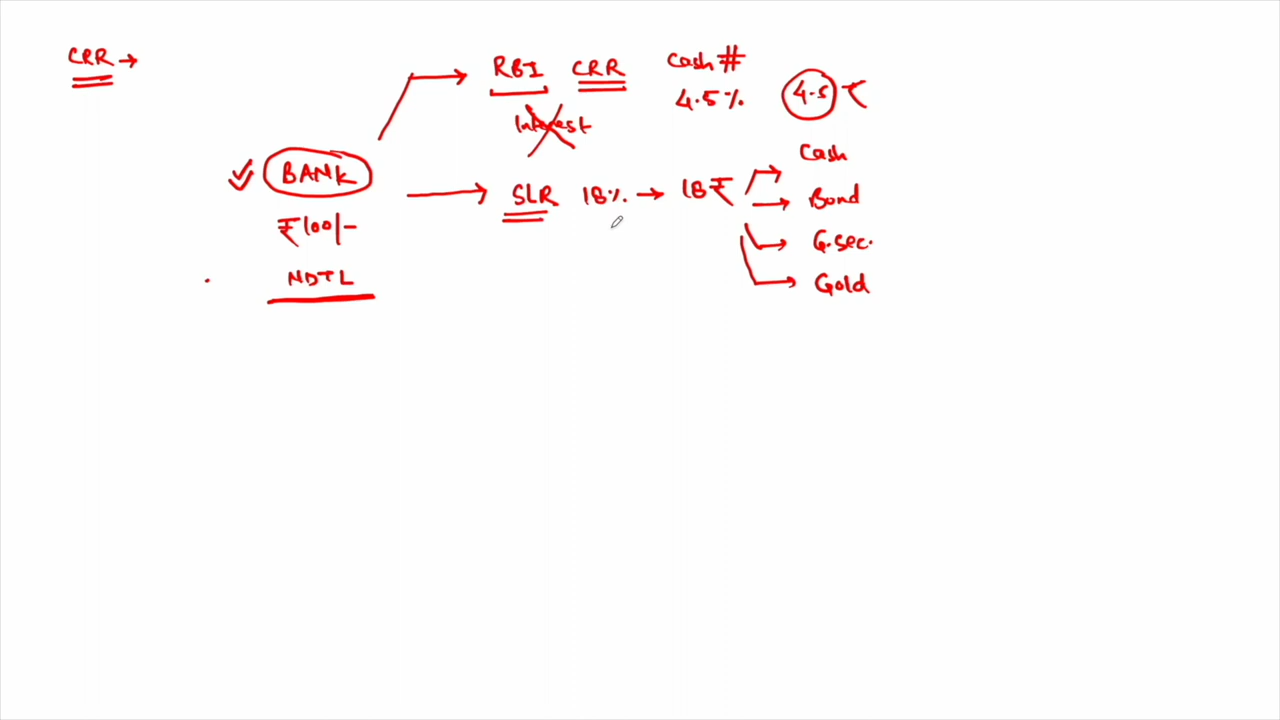 CRR →
RBI CRR Cash #
4.5% 4.5 ₹
Interest
Cash
BANK
SLR 18% → 18₹
Bond
₹100/-
G.sec.
NDTL
Gold